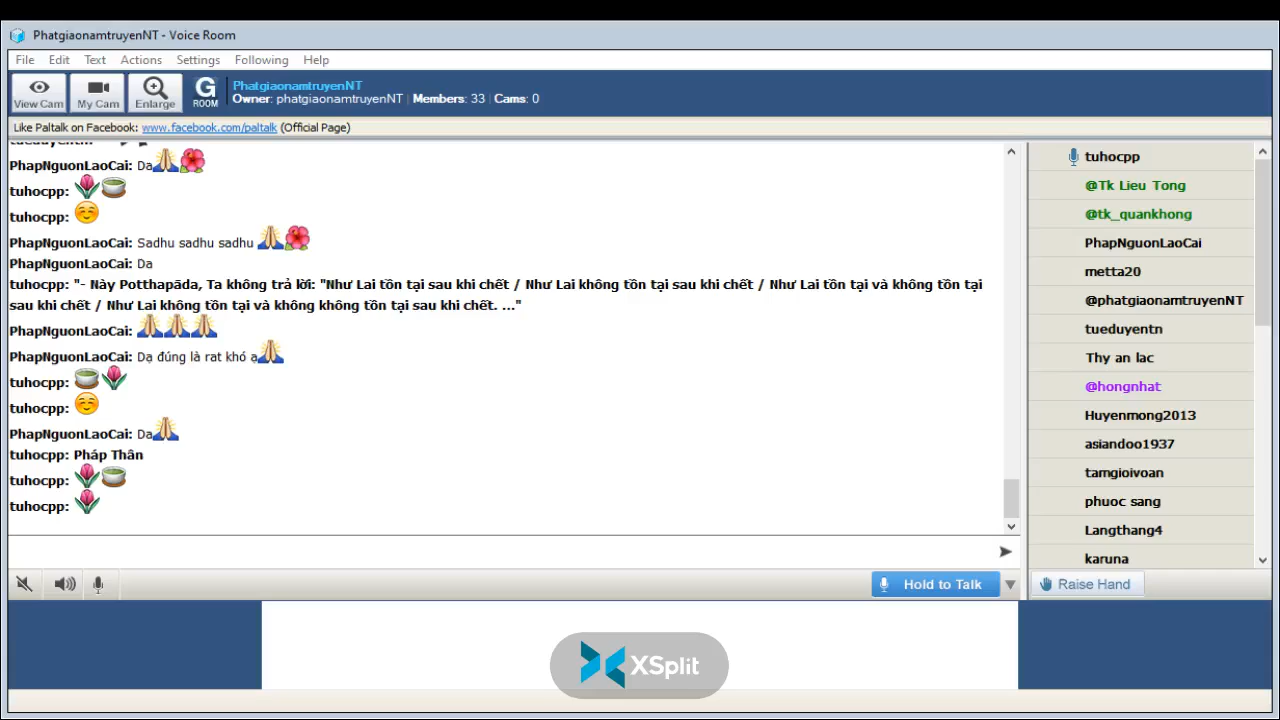 PhatgiaonamtruyenNT - Voice Room
File Edit Text Actions Settings Following Help
View Cam My Cam Enlarge G ROOM
PhatgiaonamtruyenNT
Owner: phatgiaonamtruyenNT | Members: 33 | Cams: 0
Like Paltalk on Facebook: www.facebook.com/paltalk (Official Page)
PhapNguonLaoCai: Da
tuhocpp:
tuhocpp:
PhapNguonLaoCai: Sadhu sadhu sadhu
PhapNguonLaoCai: Da
tuhocpp: "- Này Potthapāda, Ta không trả lời: "Như Lai tồn tại sau khi chết / Như Lai không tồn tại sau khi chết / Như Lai tồn tại và không tồn tại
sau khi chết / Như Lai không tồn tại và không không tồn tại sau khi chết. ..."
PhapNguonLaoCai:
PhapNguonLaoCai: Dạ đúng là rat khó ạ
tuhocpp:
tuhocpp:
PhapNguonLaoCai: Da
tuhocpp: Pháp Thân
tuhocpp:
tuhocpp:
tuhocpp
@Tk Lieu Tong
@tk_quankhong
PhapNguonLaoCai
metta20
@phatgiaonamtruyenNT
tueduyentn
Thy an lac
@hongnhat
Huyenmong2013
asiandoo1937
tamgioivoan
phuoc sang
Langthang4
karuna
Hold to Talk
Raise Hand
XSplit